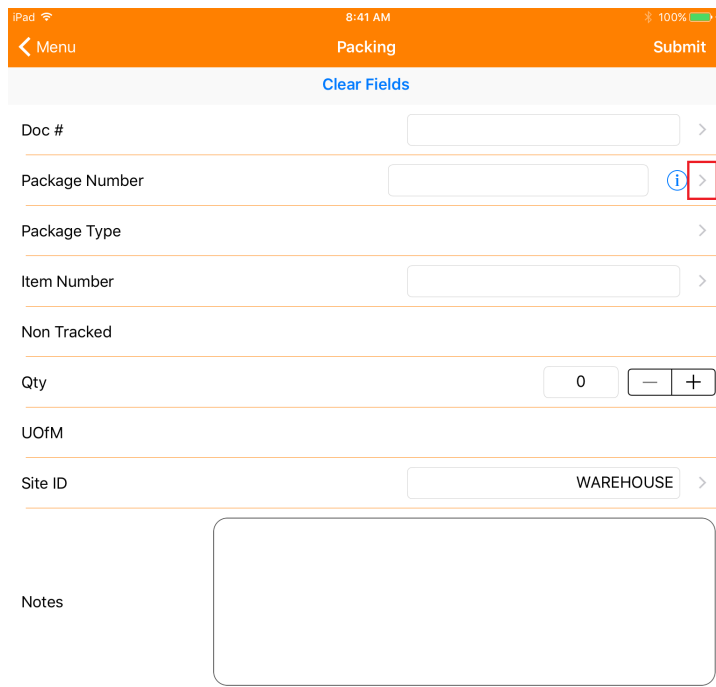 iPad 8:41 AM 100%
Menu Packing Submit
Clear Fields
Doc #
Package Number i
Package Type
Item Number
Non Tracked
Qty 0 — +
UOfM
Site ID WAREHOUSE
Notes